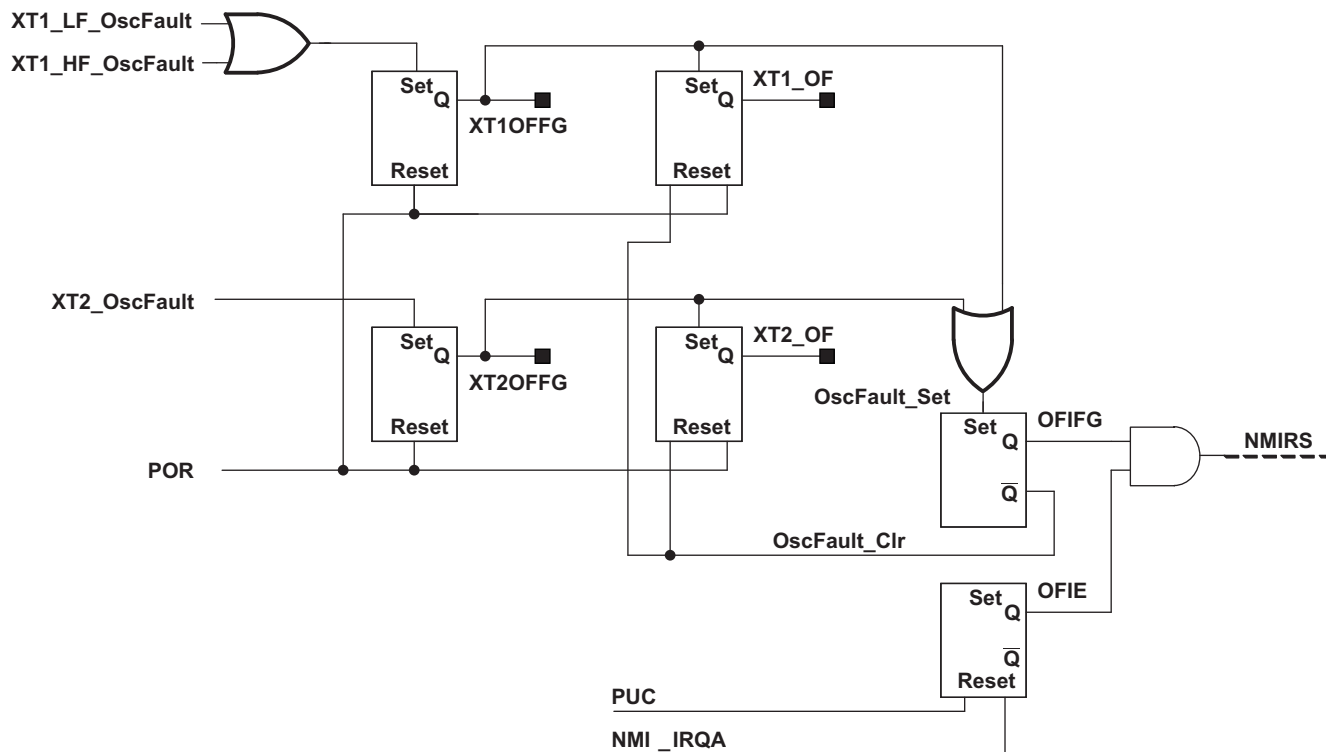 XT1_LF_OscFault
XT1_HF_OscFault
Set
Q
XT1OFFG
Reset
Set
Q
XT1_OF
Reset
XT2_OscFault
Set
Q
XT2OFFG
Reset
Set
Q
XT2_OF
Reset
POR
OscFault_Set
Set
Q
OFIFG
Q
NMIRS
OscFault_Clr
Set
Q
OFIE
Q
Reset
PUC
NMI _IRQA